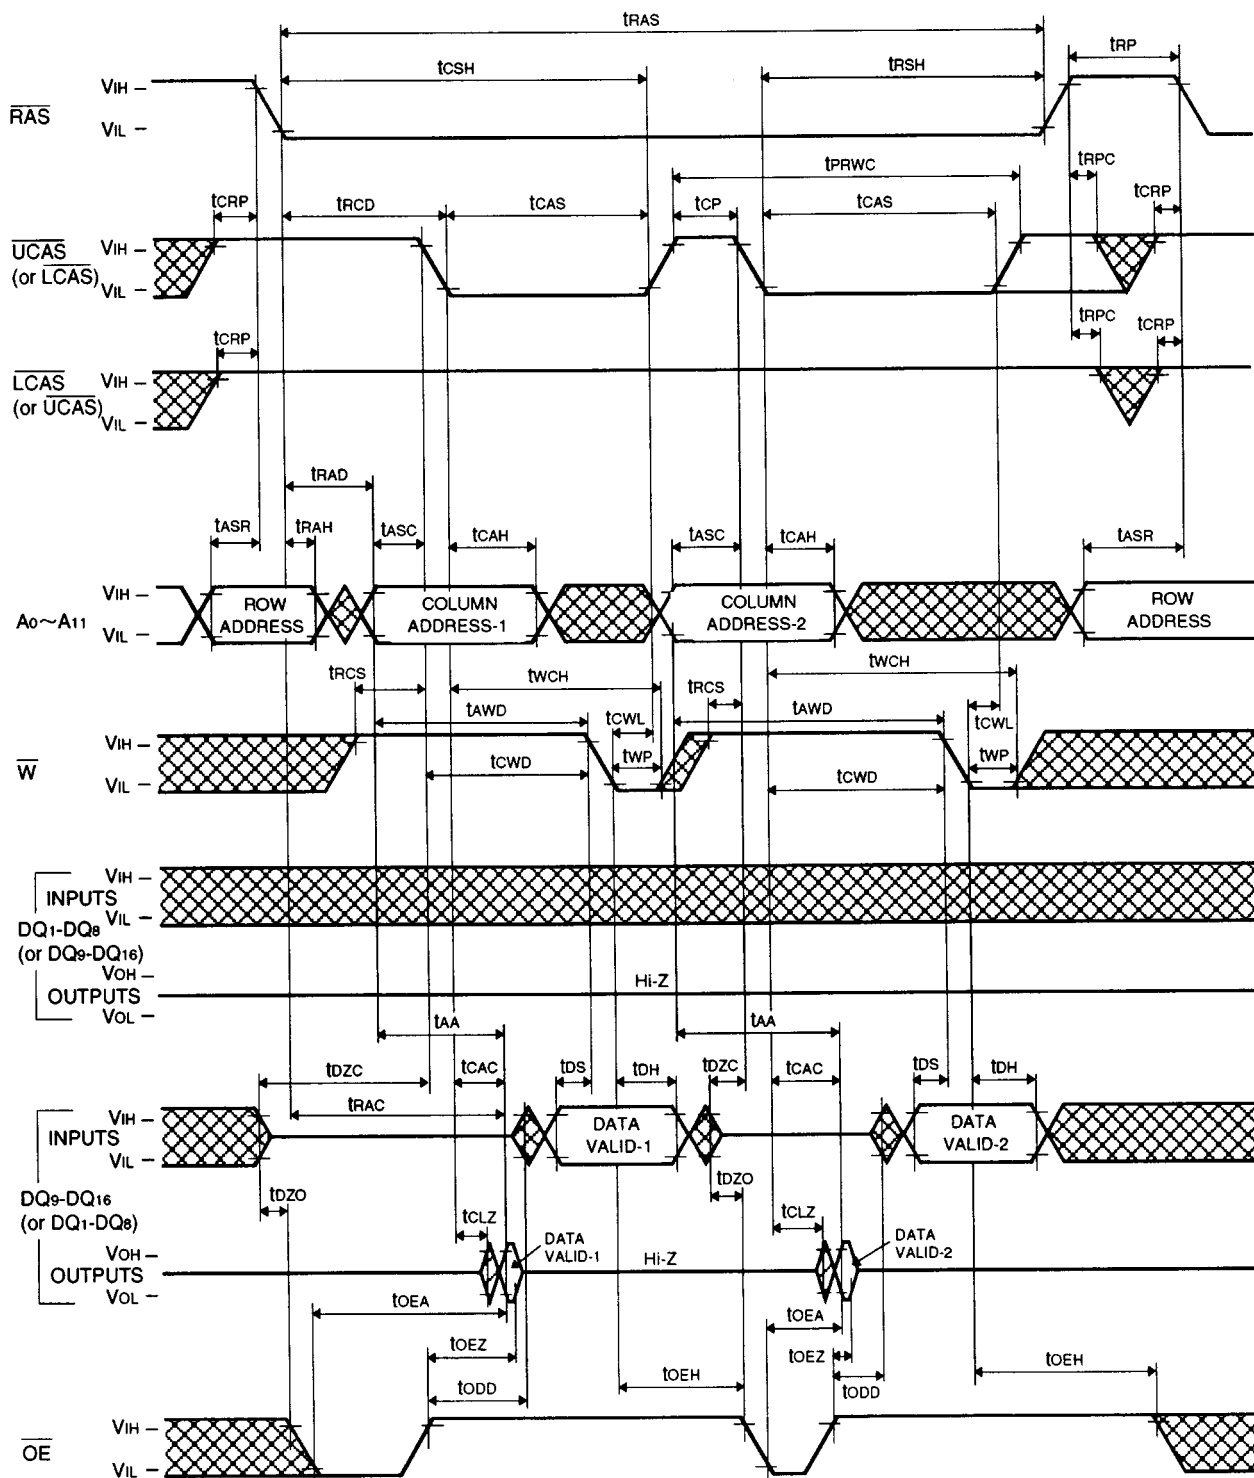 tRAS
tRP
tCSH
tRSH
VIH
RAS
VIL
tPRWC
tRPC
tCRP
tRCD
tCAS
tCP
tCAS
tCRP
UCAS
VIH
(or LCAS)
VIL
tCRP
tRPC
tCRP
LCAS
VIH
(or UCAS)
VIL
tRAD
tASR
tRAH
tASC
tCAH
tASC
tCAH
tASR
VIH
A0~A11
VIL
ROW
ADDRESS
COLUMN
ADDRESS-1
COLUMN
ADDRESS-2
ROW
ADDRESS
tRCS
tWCH
tRCS
tWCH
tAWD
tCWL
tAWD
tCWL
VIH
W
VIL
tCWD
tWP
tCWD
tWP
VIH
INPUTS
VIL
DQ1-DQ8
(or DQ9-DQ16)
VOH
OUTPUTS
VOL
Hi-Z
tAA
tAA
tDZC
tCAC
tDS
tDH
tDZC
tCAC
tDS
tDH
tRAC
VIH
INPUTS
VIL
DATA
VALID-1
DATA
VALID-2
tDZO
tDZO
DQ9-DQ16
(or DQ1-DQ8)
tCLZ
tCLZ
VOH
OUTPUTS
VOL
DATA
VALID-1
Hi-Z
DATA
VALID-2
tOEA
tOEA
tOEZ
tOEZ
tODD
tOEH
tODD
tOEH
VIH
OE
VIL